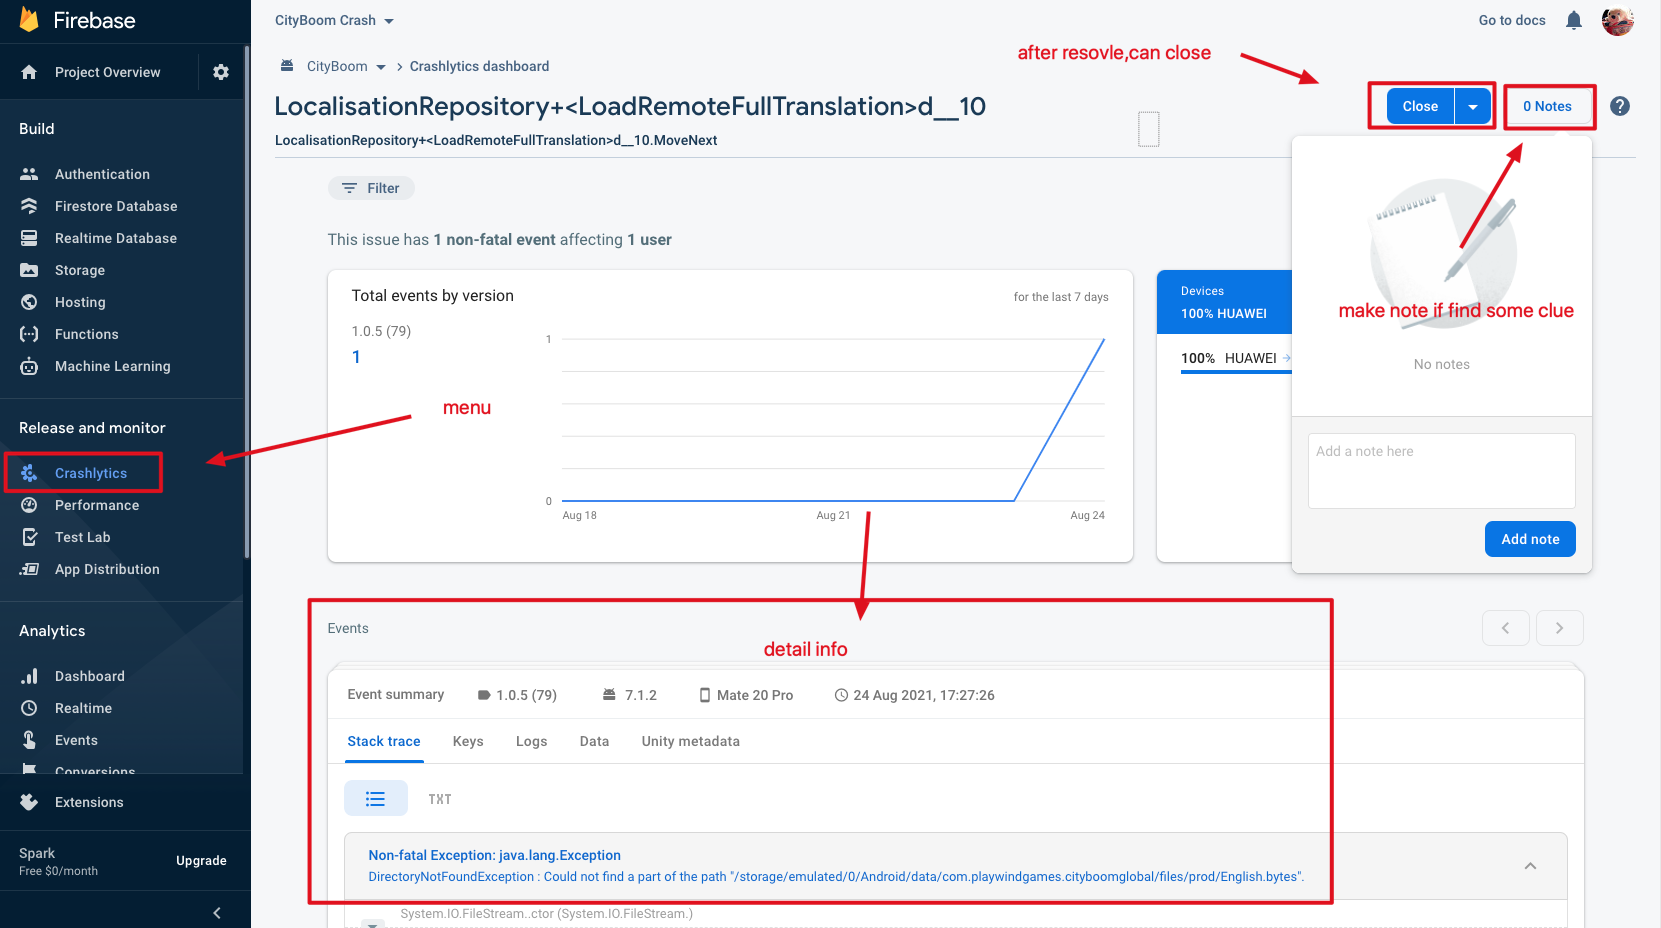 Firebase
CityBoom Crash
Go to docs
Project Overview
CityBoom
Crashlytics dashboard
after resovle,can close
LocalisationRepository+<LoadRemoteFullTranslation>d__10
Close
0 Notes
LocalisationRepository+<LoadRemoteFullTranslation>d__10.MoveNext
Build
Authentication
Firestore Database
Realtime Database
Storage
Hosting
Functions
Machine Learning
Release and monitor
Crashlytics
Performance
Test Lab
App Distribution
Analytics
Dashboard
Realtime
Events
Conversions
Extensions
Spark
Free $0/month
Upgrade
menu
Filter
This issue has 1 non-fatal event affecting 1 user
Total events by version
for the last 7 days
1.0.5 (79)
1
1
0
Aug 18
Aug 21
Aug 24
Devices
100% HUAWEI
100% HUAWEI
make note if find some clue
No notes
Add a note here
Add note
Events
detail info
Event summary
1.0.5 (79)
7.1.2
Mate 20 Pro
24 Aug 2021, 17:27:26
Stack trace
Keys
Logs
Data
Unity metadata
TXT
Non-fatal Exception: java.lang.Exception
DirectoryNotFoundException : Could not find a part of the path "/storage/emulated/0/Android/data/com.playwindgames.cityboomglobal/files/prod/English.bytes".
System.IO.FileStream..ctor (System.IO.FileStream.)